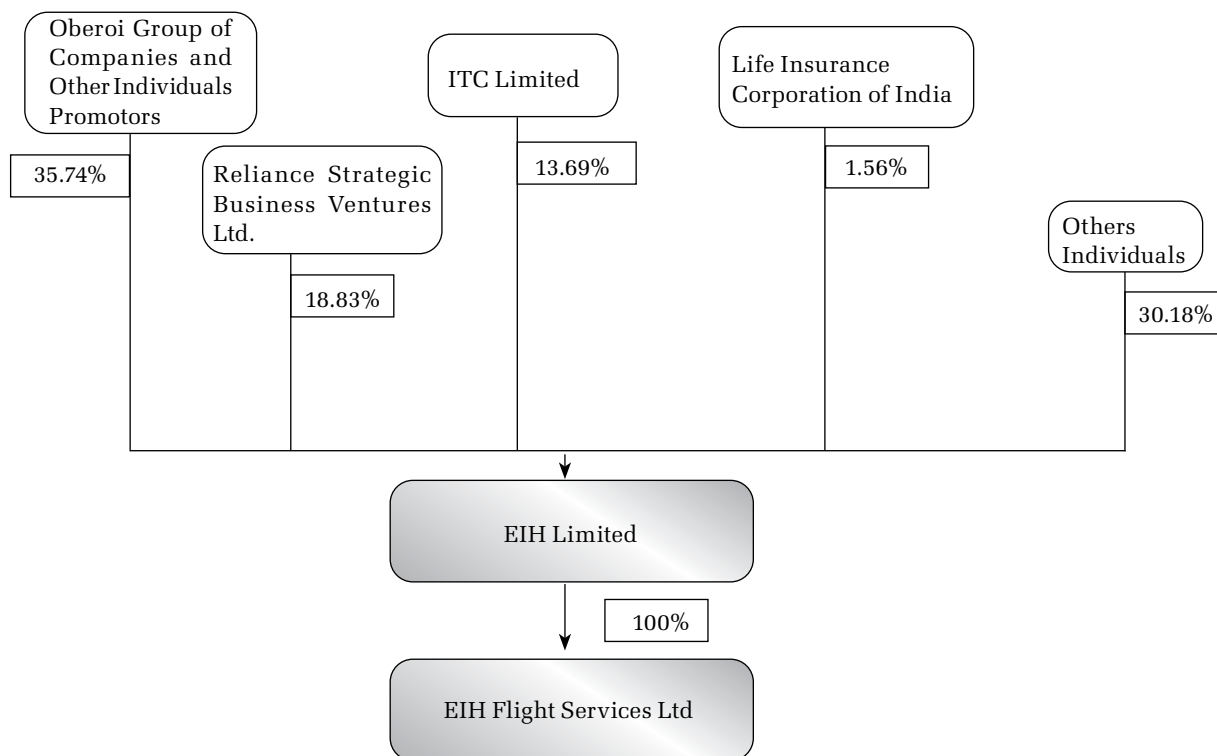 Oberoi Group of
Companies and
Other Individuals
Promotors
35.74%
Reliance Strategic
Business Ventures
Ltd.
18.83%
ITC Limited
13.69%
Life Insurance
Corporation of India
1.56%
Others
Individuals
30.18%
EIH Limited
100%
EIH Flight Services Ltd